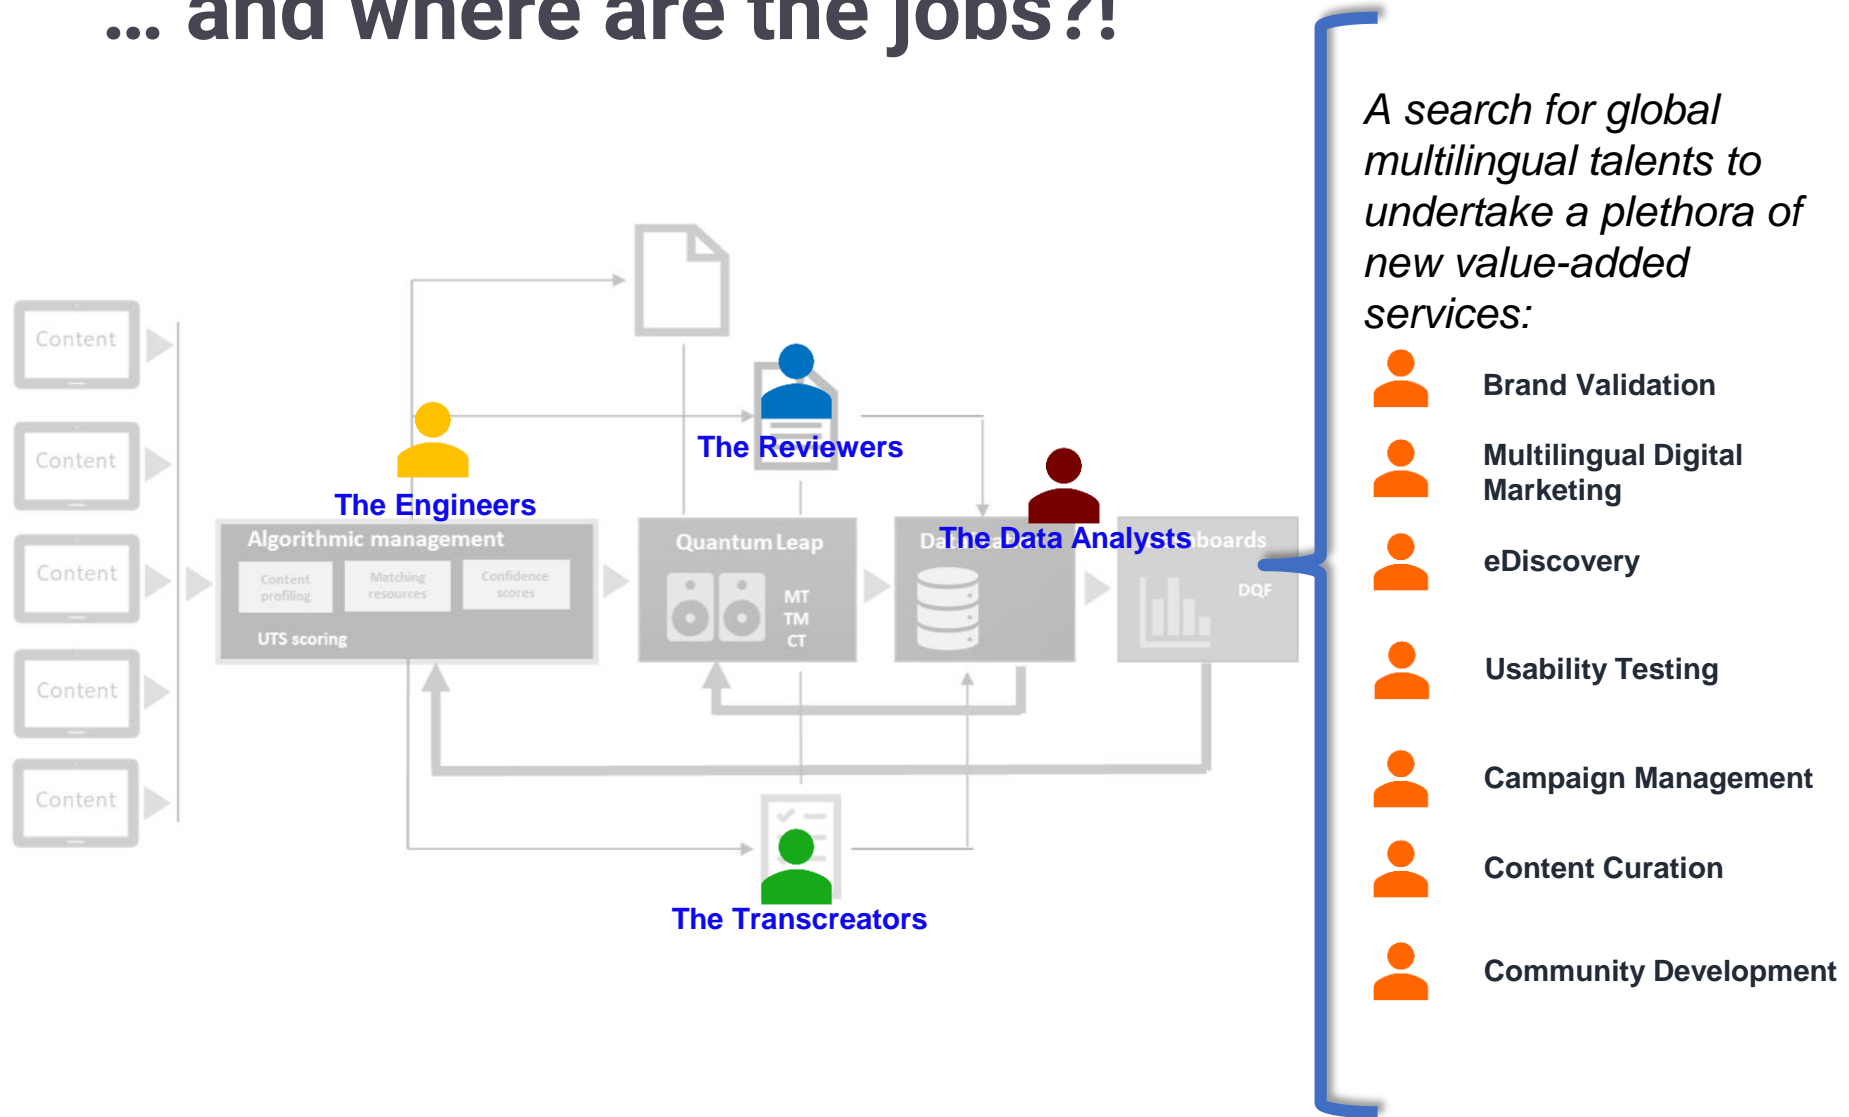 ... and where are the jobs?!
A search for global
multilingual talents to
undertake a plethora of
new value-added
services:
Brand Validation
Multilingual Digital
Marketing
eDiscovery
Usability Testing
Campaign Management
Content Curation
Community Development
Content
Content
Content
Content
Content
The Engineers
The Reviewers
The Data Analysts
The Transcreators
Algorithmic management
Content
profiling
Matching
resources
Confidence
scores
UTS scoring
Quantum Leap
MT
TM
CT
DQF